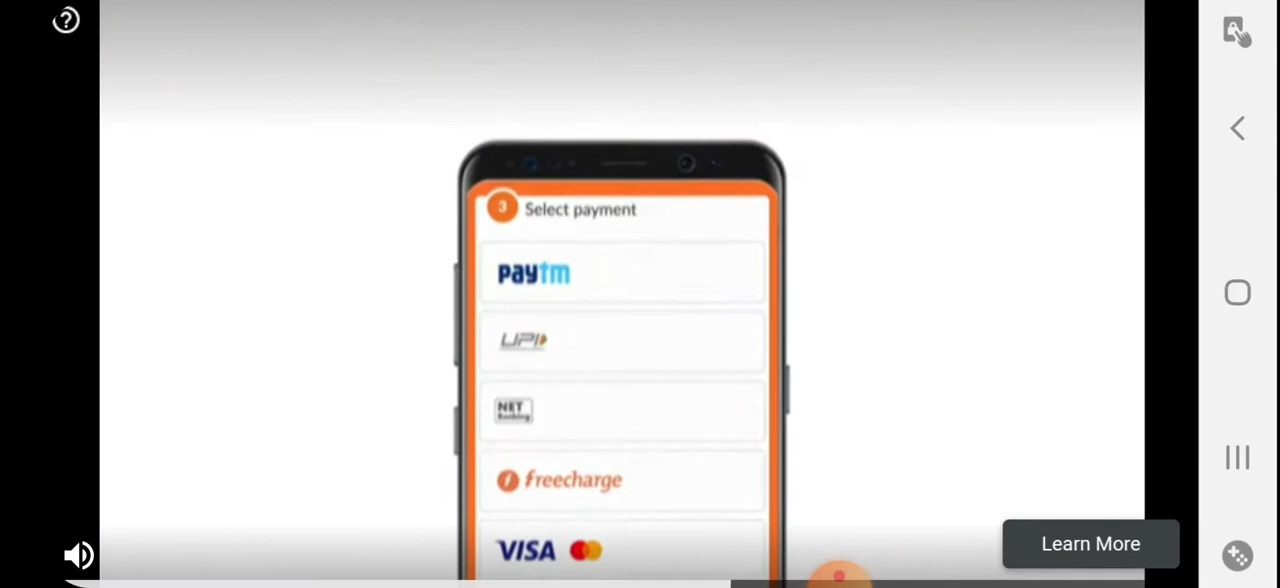 3 Select payment
paytm
UPI
NET
Banking
freecharge
VISA
Learn More